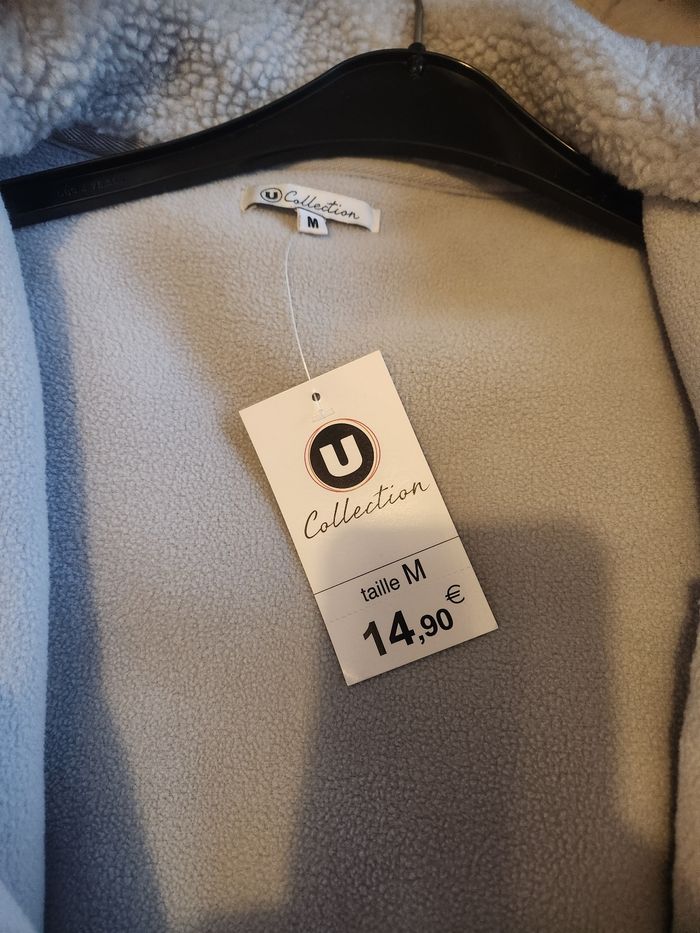 U Collection
M
U
Collection
taille M
14,90€